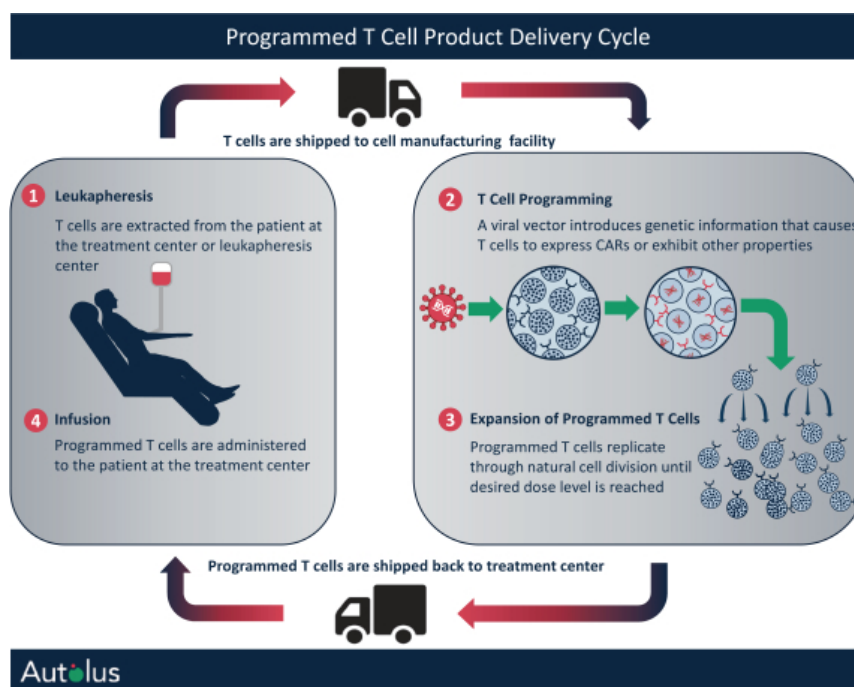 Programmed T Cell Product Delivery Cycle
T cells are shipped to cell manufacturing facility
1 Leukapheresis
T cells are extracted from the patient at
the treatment center or leukapheresis
center
2 T Cell Programming
A viral vector introduces genetic information that causes
T cells to express CARs or exhibit other properties
3 Expansion of Programmed T Cells
Programmed T cells replicate
through natural cell division until
desired dose level is reached
4 Infusion
Programmed T cells are administered
to the patient at the treatment center
Programmed T cells are shipped back to treatment center
Autolus